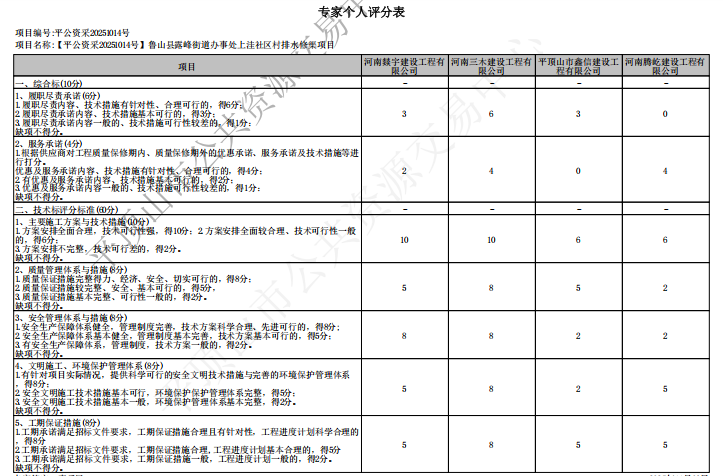 专家个人评分表
项目编号:平公资采20251014号
项目名称:【平公资采20251014号】鲁山县露峰街道办事处上洼社区村排水修渠项目
项目 河南燚宇建设工程有限公司 河南三木建设工程有限公司 平顶山市鑫信建设工程有限公司 河南腾屹建设工程有限公司
一、综合标(10分) - - - -
1、履职尽责承诺(6分)
1.履职尽责内容、技术措施有针对性、合理可行的，得6分；
2.履职尽责承诺内容、技术措施基本可行的，得3分；
3.履职尽责承诺内容一般的、技术措施可行性较差的，得1分；
缺项不得分。
3 6 3 0
2、服务承诺(4分)
1.根据供应商对工程质量保修期内、质量保修期外的优惠承诺、服务承诺及技术措施等进
行打分。
优惠及服务承诺内容、技术措施有针对性、合理可行的，得4分；
2.有优惠及服务承诺内容、技术措施基本可行的，得2分；
3.优惠及服务承诺内容一般的、技术措施可行性较差的，得1分；
缺项不得分。
2 4 0 4
二、技术标评分标准(60分) - - - -
1、主要施工方案与技术措施(10分)
1.方案安排全面合理，技术可行性强，得10分；2.方案安排全面较合理、技术可行性一般
的，得6分；
3.方案安排不完整，技术可行差的，得2分。
缺项不得分。
10 10 6 6
2、质量管理体系与措施(8分)
1.质量保证措施完整得力、经济、安全、切实可行的，得8分；
2.质量保证措施较完整、安全、基本可行的，得5分，
3.质量保证措施基本完整、可行性一般的，得2分。
缺项不得分。
5 8 5 2
3、安全管理体系与措施(8分)
1.安全生产保障体系健全，管理制度完善，技术方案科学合理、先进可行的，得8分；
2.安全生产保障体系基本健全，管理制度基本完善，技术方案基本可行的，得5分；
3.有安全生产保障体系，管理制度，技术方案一般的，得2分。
缺项不得分。
8 8 2 2
4、文明施工、环境保护管理体系(8分)
1.有针对项目实际情况，提供科学可行的安全文明技术措施与完善的环境保护管理体系
，得8分；
2.安全文明施工技术措施基本可行，环境保护保护管理体系完整，得5分；
3.安全文明施工技术措施基本一般，环境保护管理体系基本完整，得2分。
缺项不得分。
5 8 2 5
5、工期保证措施(8分)
1.工期承诺满足招标文件要求，工期保证措施合理且有针对性，工程进度计划科学合理的
，得8分
2.工期承诺满足招标文件要求，工期保证措施合理,工程进度计划基本合理的，得5分
3.工期承诺满足招标文件要求，工期保证措施一般，工程进度计划一般的，得2分。
缺项不得分。
5 8 5 5
平顶山市公共资源交易中心